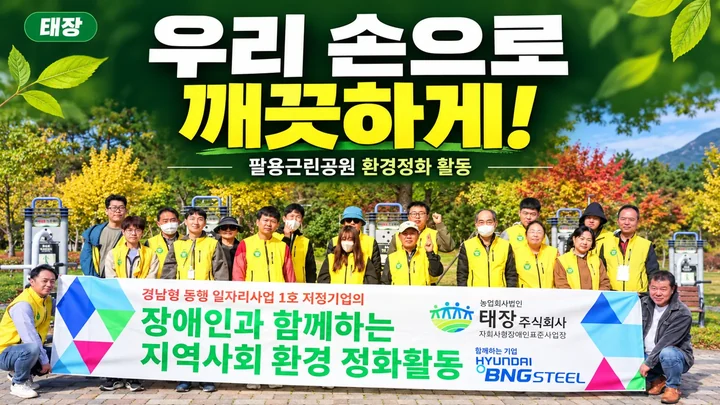 태장
우리 손으로
깨끗하게!
팔용근린공원 환경정화 활동
경남형 동행 일자리사업 1호 지정기업의
장애인과 함께하는
지역사회 환경 정화활동
농업회사법인
태장 주식회사
자회사형장애인표준사업장
함께하는 기업
HYUNDAI
BNGSTEEL